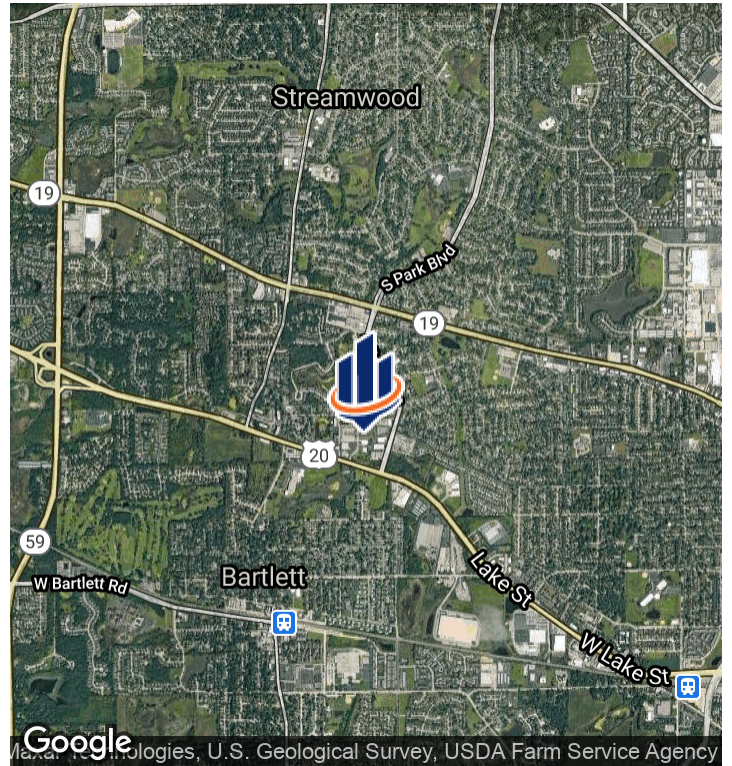 Streamwood
19
S Park Blvd
19
20
59
Lake St
Bartlett
W Bartlett Rd
W Lake St
Google
Technologies, U.S. Geological Survey, USDA Farm Service Agency